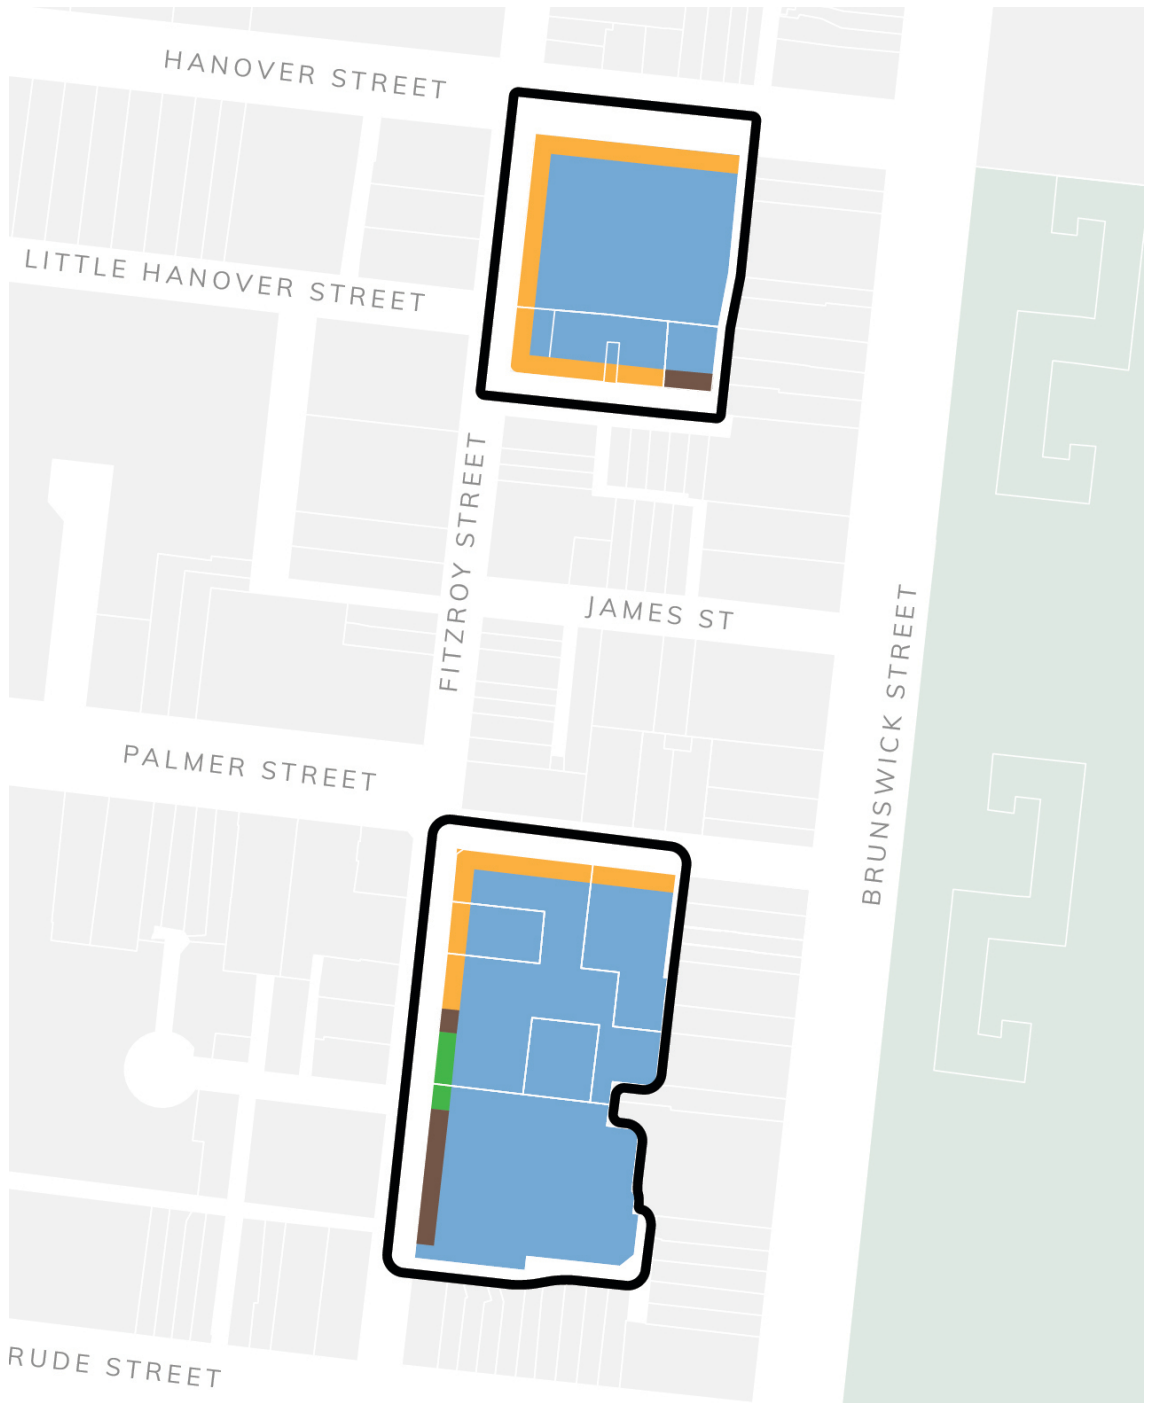 HANOVER STREET
LITTLE HANOVER STREET
FITZROY STREET
JAMES ST
BRUNSWICK STREET
PALMER STREET
RUDE STREET